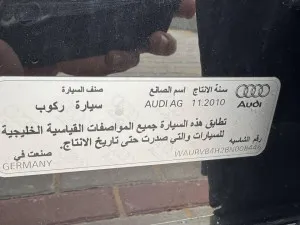 سنة الانتاج اسم الصانع صنف السيارة
11.2010 AUDI AG سيارة ركوب
Audi
تطابق هذه السيارة جميع المواصفات القياسية الخليجية
للسيارات والتي صدرت حتى تاريخ الانتاج.
رقم الشاسيه
صنعت في
GERMANY